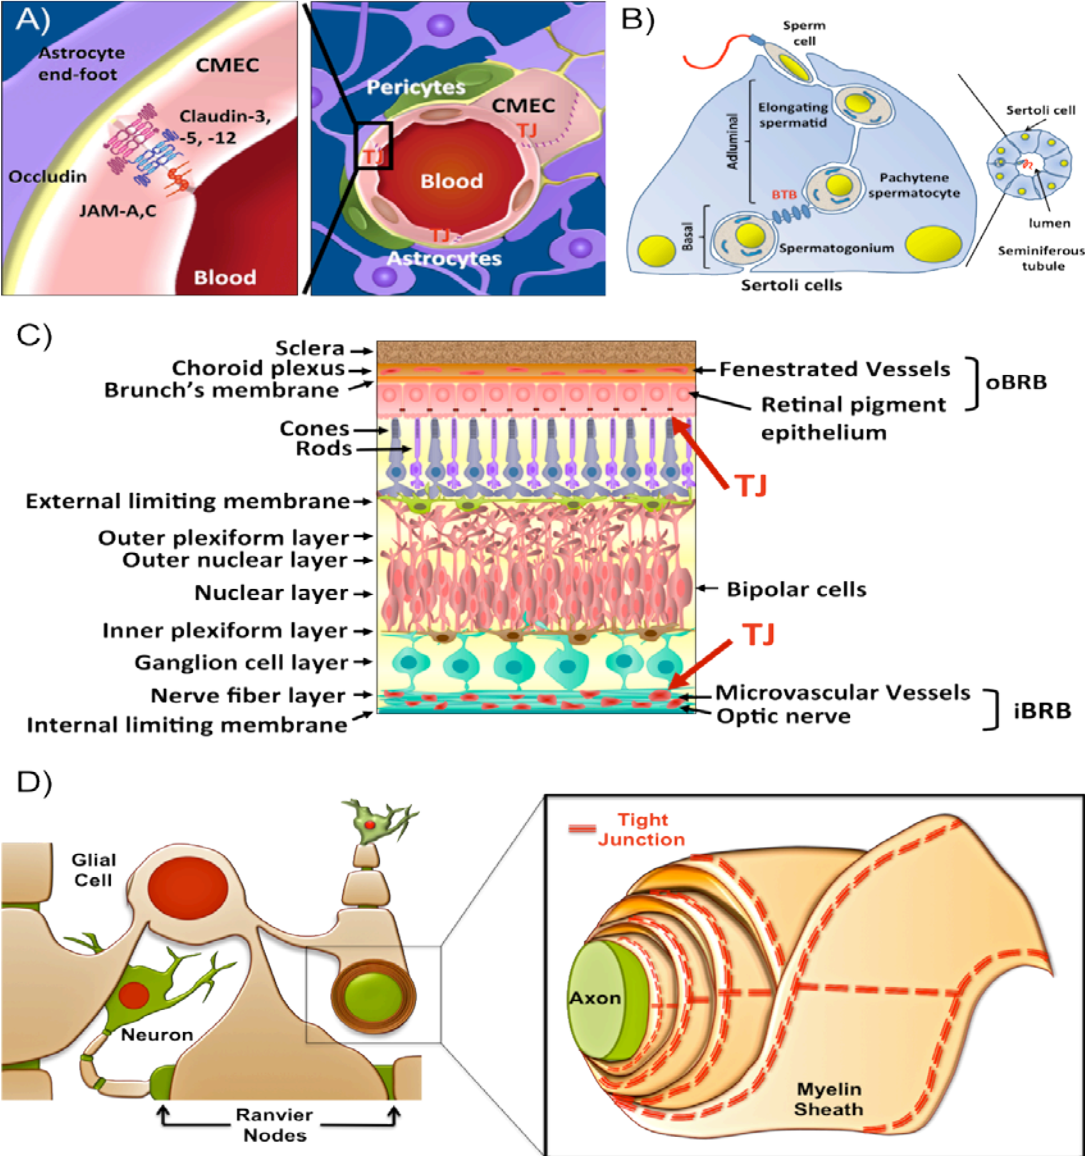 A)
Astrocyte
end-foot
CMEC
Claudin-3,
-5, -12
Occludin
JAM-A,C
Blood
Pericytes
CMEC
TJ
TJ
Blood
TJ
Astrocytes
B)
Sperm
cell
Elongating
spermatid
Adluminal
Pachytene
spermatocyte
BTB
Basal
Spermatogonium
Sertoli cells
Sertoli cell
lumen
Seminiferous
tubule
C)
Sclera
Choroid plexus
Brunch's membrane
Cones
Rods
External limiting membrane
Outer plexiform layer
Outer nuclear layer
Nuclear layer
Inner plexiform layer
Ganglion cell layer
Nerve fiber layer
Internal limiting membrane
Fenestrated Vessels
oBRB
Retinal pigment
epithelium
TJ
Bipolar cells
TJ
Microvascular Vessels
Optic nerve
iBRB
D)
Glial
Cell
Neuron
Ranvier
Nodes
Tight
Junction
Axon
Myelin
Sheath